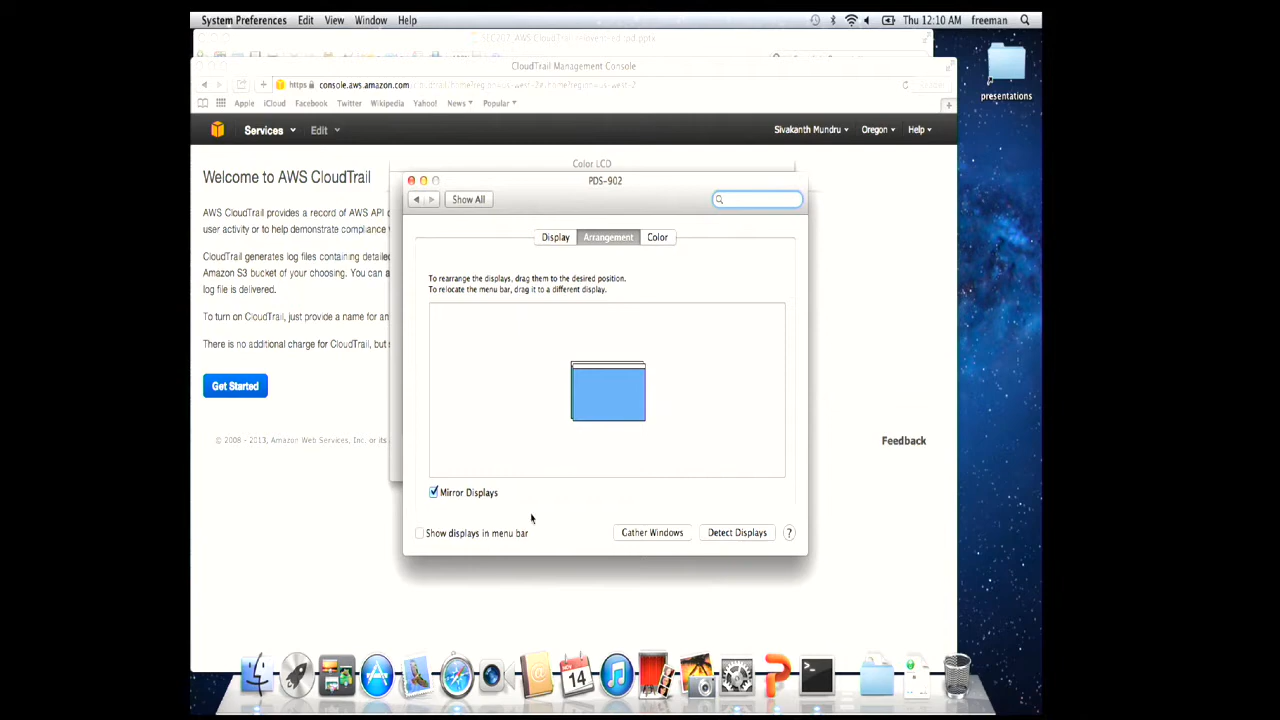 System Preferences Edit View Window Help
Thu 12:10 AM freeman
presentations
CloudTrail Management Console
https console.aws.amazon.com
Apple iCloud Facebook Twitter Wikipedia Yahoo! News Popular
Services Edit
Sivakanth Mundru Oregon Help
Welcome to AWS CloudTrail
AWS CloudTrail provides a record of AWS API
user activity or to help demonstrate compliance
CloudTrail generates log files containing detailed
Amazon S3 bucket of your choosing. You can a
log file is delivered.
To turn on CloudTrail, just provide a name for an
There is no additional charge for CloudTrail, but
Get Started
© 2008 - 2013, Amazon Web Services, Inc. or its
Feedback
Color LCD
PDS-902
Show All
Display Arrangement Color
To rearrange the displays, drag them to the desired position.
To relocate the menu bar, drag it to a different display.
Mirror Displays
Show displays in menu bar
Gather Windows Detect Displays ?
NOV
14